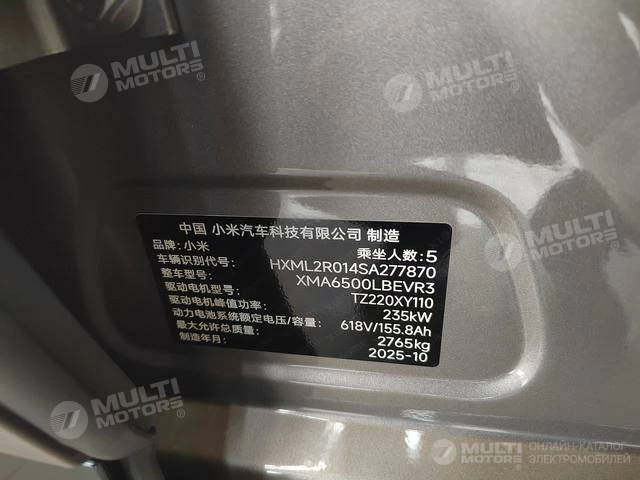 MULTI MOTORS®
MULTI MOTORS®
中国 小米汽车科技有限公司 制造
品牌: 小米 乘坐人数: 5
车辆识别代号: HXML2R014SA277870
整车型号: XMA6500LBEVR3
驱动电机型号: TZ220XY110
驱动电机峰值功率: 235kW
动力电池系统额定电压/容量: 618V/155.8Ah
最大允许总质量: 2765kg
制造年月: 2025-10
MULTI MOTORS®
MULTI MOTORS®
MULTI MOTORS® ОНЛАЙН-КАТАЛОГ ЭЛЕКТРОМОБИЛЕЙ